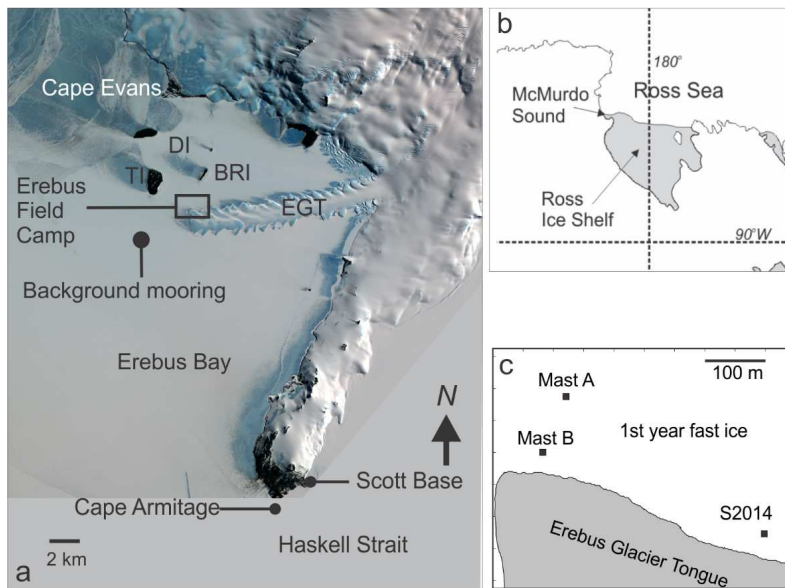 Cape Evans
DI
TI
BRI
Erebus
Field
Camp
EGT
Background mooring
Erebus Bay
N
Scott Base
Cape Armitage
Haskell Strait
2 km
a
b
180°
Ross Sea
McMurdo
Sound
Ross
Ice Shelf
90°W
c
100 m
Mast A
Mast B
1st year fast ice
S2014
Erebus Glacier Tongue